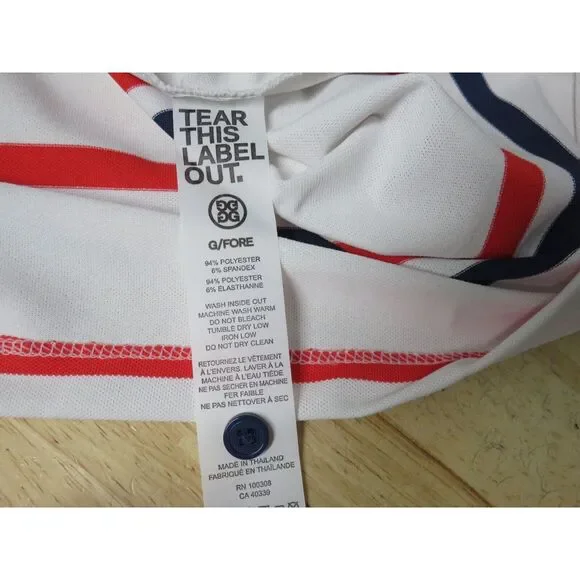 TEAR
THIS
LABEL
OUT.
G/FORE
94% POLYESTER
6% SPANDEX
94% POLYESTER
6% ÉLASTHANNE
WASH INSIDE OUT
MACHINE WASH WARM
DO NOT BLEACH
TUMBLE DRY LOW
IRON LOW
DO NOT DRY CLEAN
RETOURNEZ LE VÊTEMENT
À L'ENVERS. LAVER À LA
MACHINE À L'EAU TIÈDE
NE PAS SECHER EN MACHINE
FER FAIBLE
NE PAS NETTOVER À SEC
MADE IN THAILAND
FABRIQUÉ EN THAÏLANDE
RN 100308
CA 40339